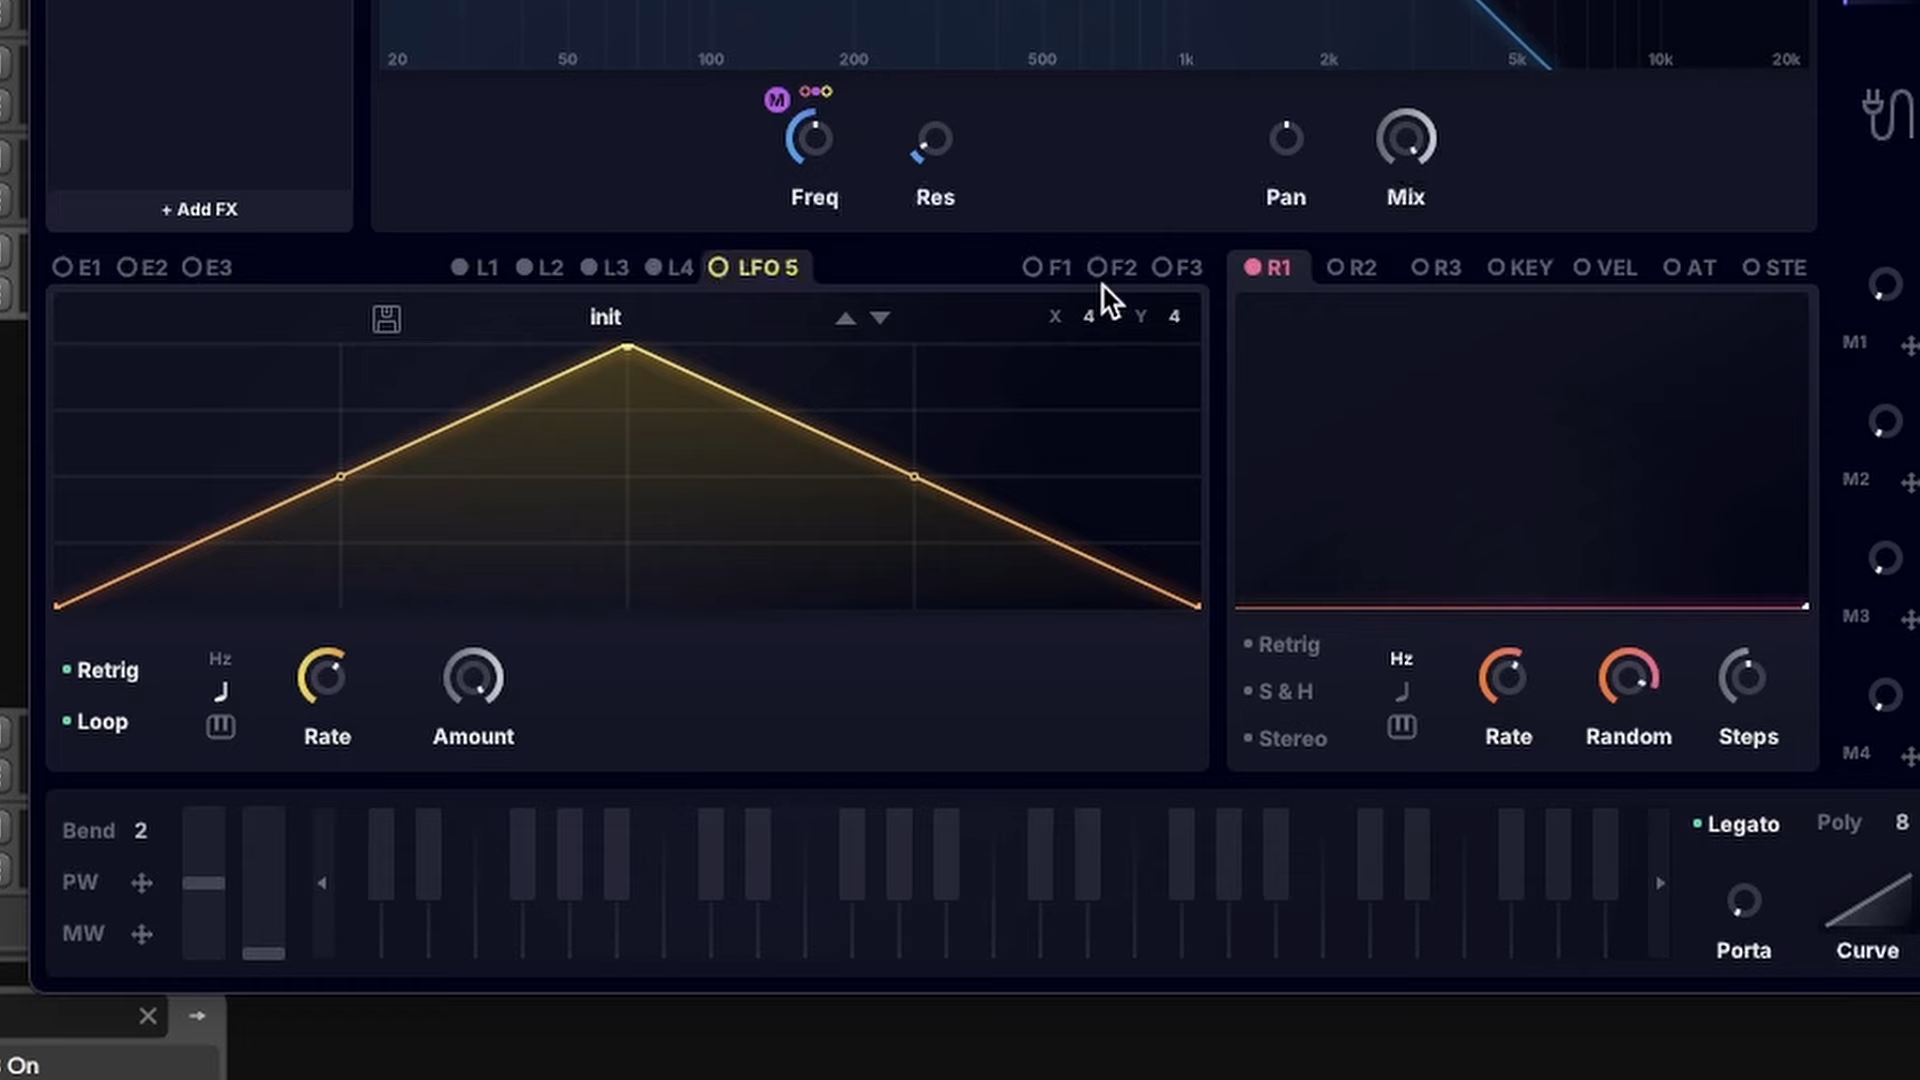 20 50 100 200 500 1k 2k 5k 10k 20k
M
Freq Res Pan Mix
+ Add FX
E1 E2 E3 L1 L2 L3 L4 LFO 5 F1 F2 F3 R1 R2 R3 KEY VEL AT STE
init X 4 Y 4
M1
M2
M3
M4
Retrig Hz
Loop
Rate Amount
Retrig Hz
S & H
Stereo
Rate Random Steps
Bend 2
PW
MW
Legato Poly 8
Porta Curve
On